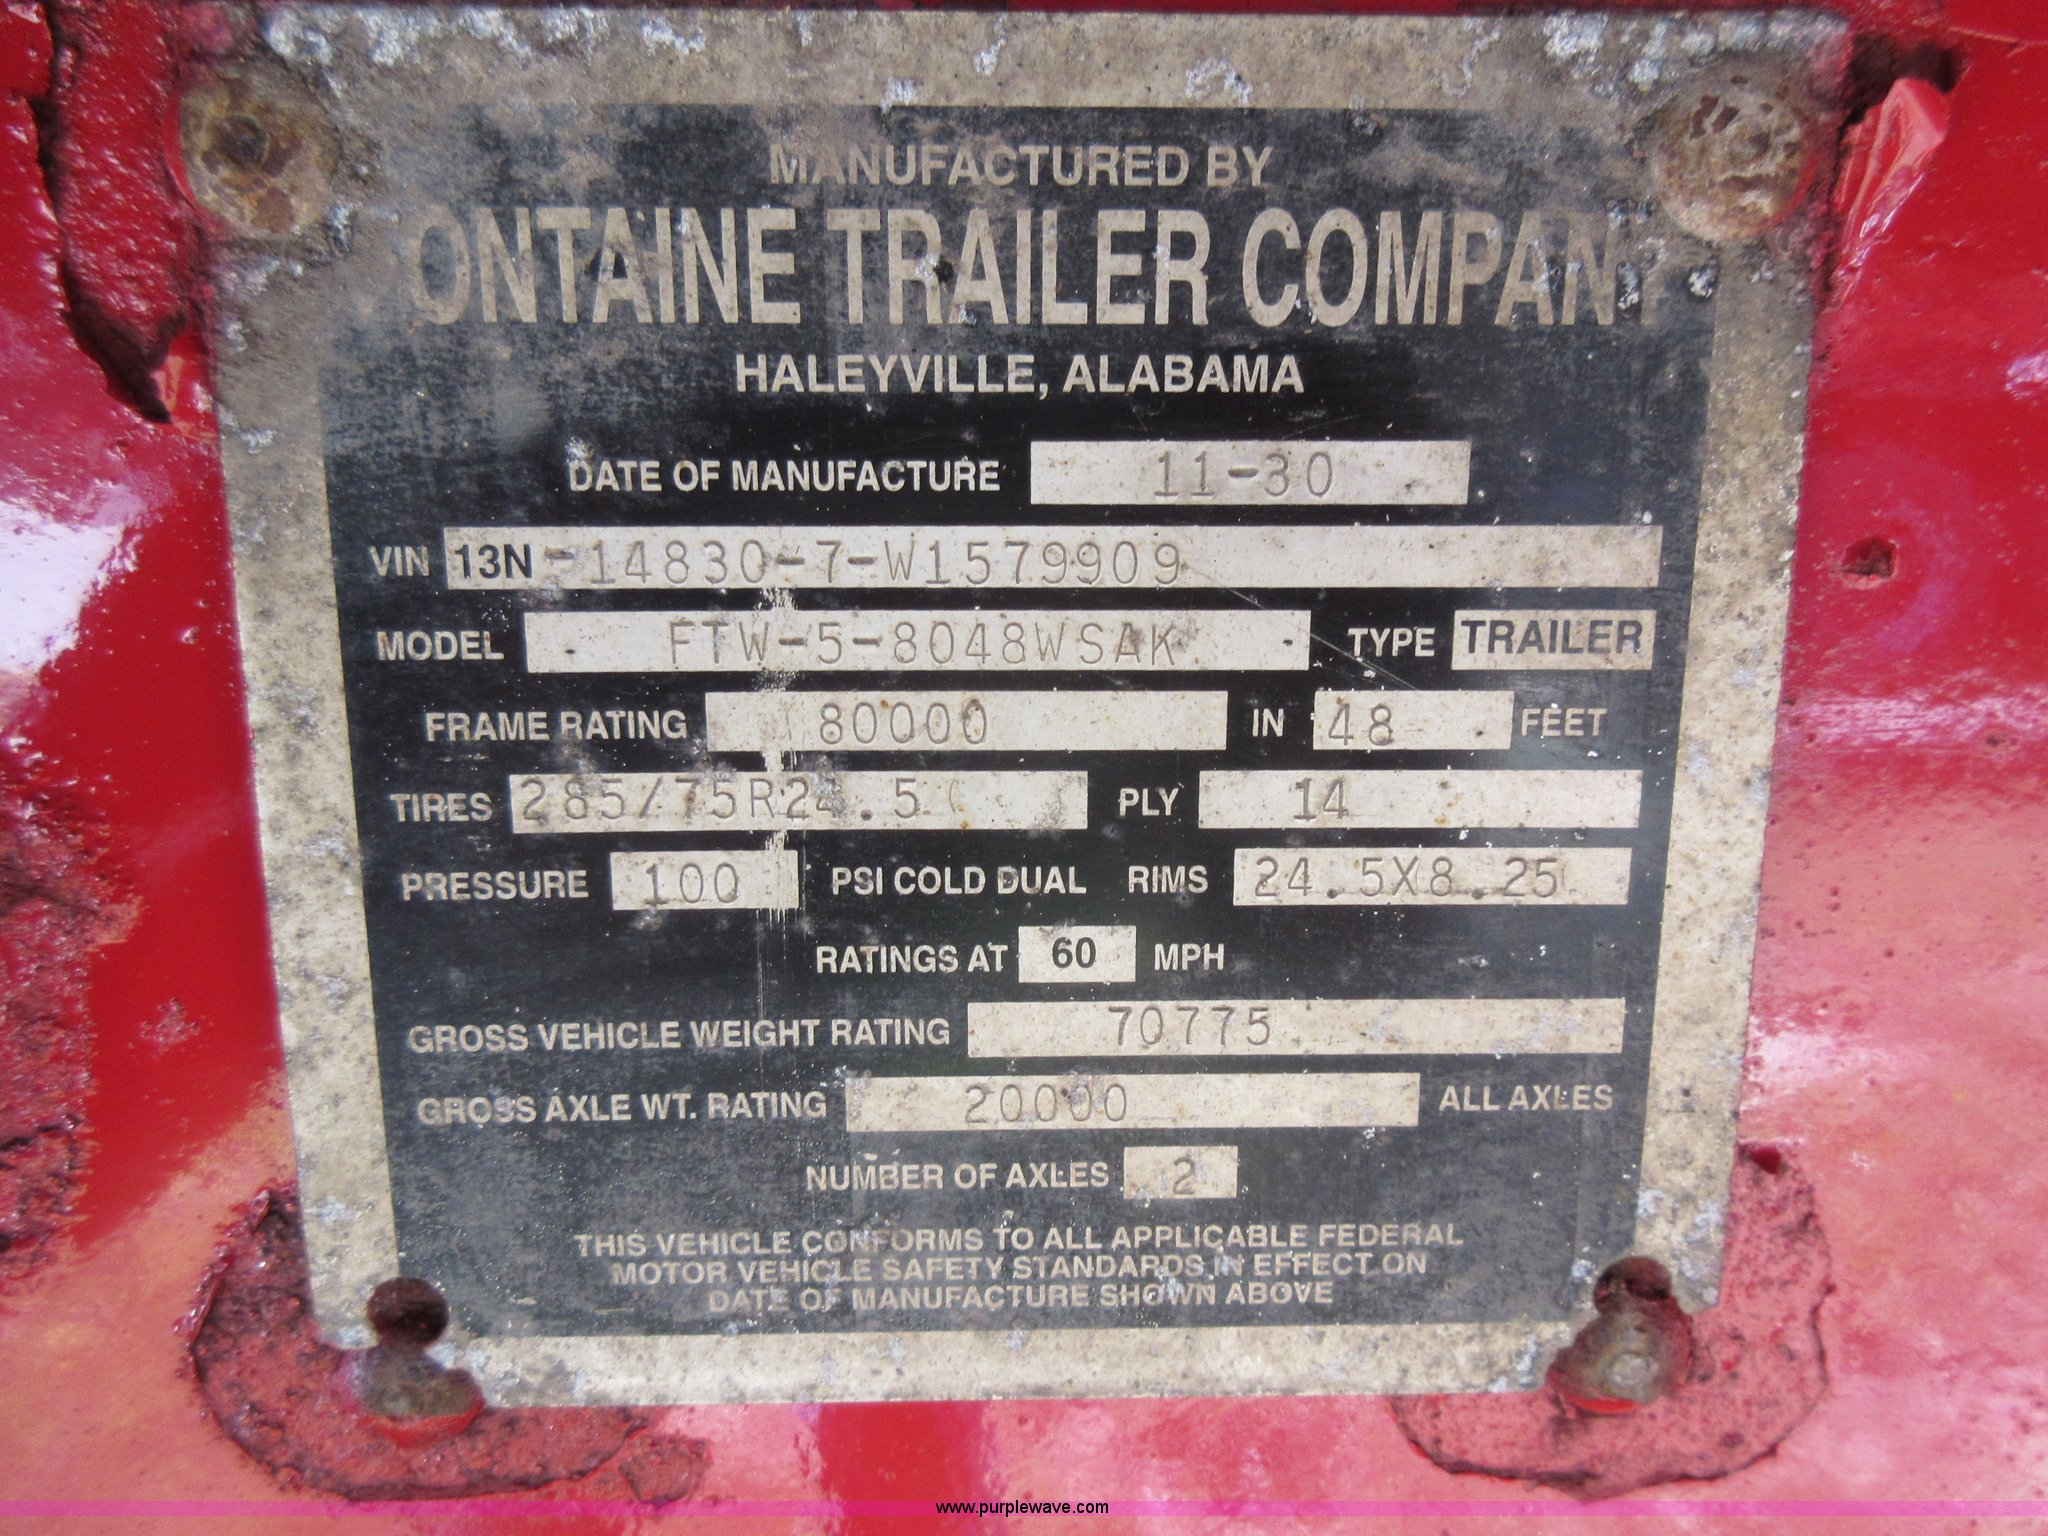 MANUFACTURED BY
ONTAINE TRAILER COMPANY
HALEYVILLE, ALABAMA
DATE OF MANUFACTURE 11-30
VIN 13N-14830-7-W1579909
MODEL FTW-5-8048WSAK TYPE TRAILER
FRAME RATING 80000 IN 48 FEET
TIRES 285/75R24.5 PLY 14
PRESSURE 100 PSI COLD DUAL RIMS 24.5X8.25
RATINGS AT 60 MPH
GROSS VEHICLE WEIGHT RATING 70775
GROSS AXLE WT. RATING 20000 ALL AXLES
NUMBER OF AXLES 2
THIS VEHICLE CONFORMS TO ALL APPLICABLE FEDERAL
MOTOR VEHICLE SAFETY STANDARDS IN EFFECT ON
DATE OF MANUFACTURE SHOWN ABOVE
www.purplewave.com